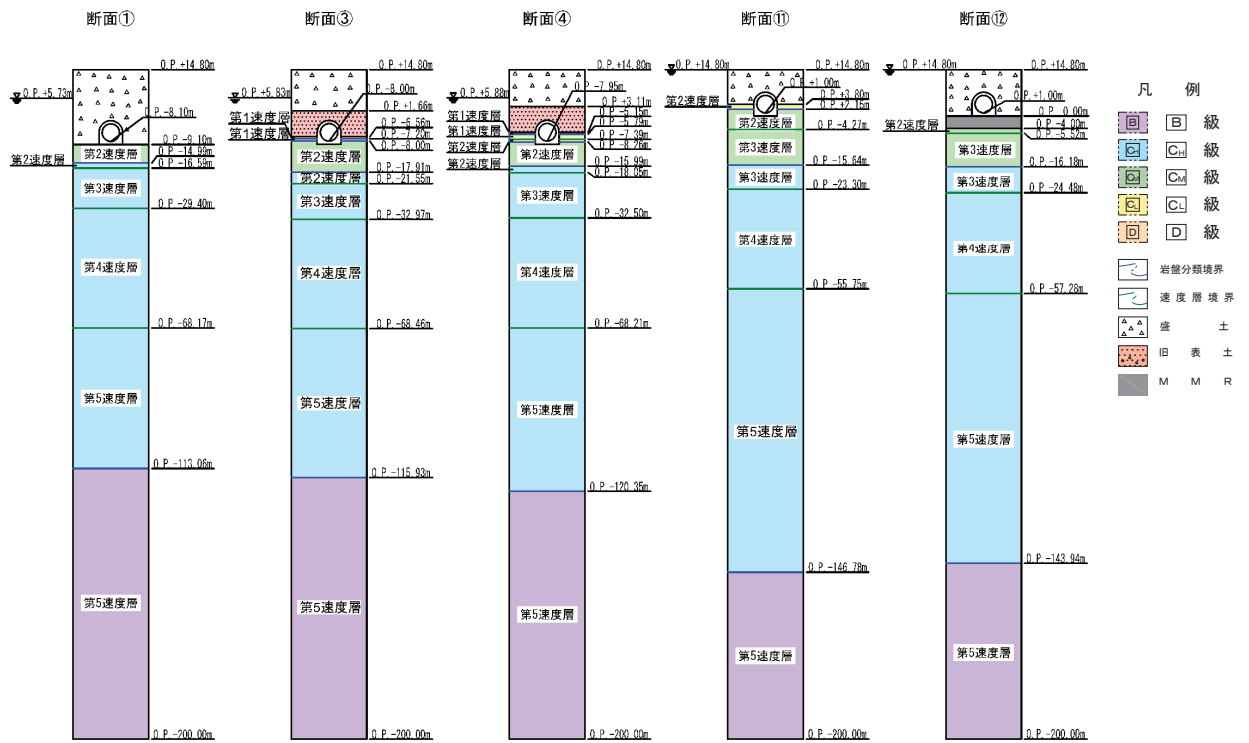 断面①
O.P.+14.80m
O.P.+5.73m
O.P.-8.10m
O.P.-9.10m
第2速度層
O.P.-14.99m
第2速度層
O.P.-16.59m
第3速度層
O.P.-29.40m
第4速度層
O.P.-68.17m
第5速度層
O.P.-113.06m
第5速度層
O.P.-200.00m
断面③
O.P.+14.80m
O.P.+5.83m
O.P.-8.00m
O.P.+1.66m
第1速度層
O.P.-6.56m
第1速度層
O.P.-7.20m
O.P.-8.00m
第2速度層
O.P.-17.91m
第2速度層
O.P.-21.55m
第3速度層
O.P.-32.97m
第4速度層
O.P.-68.46m
第5速度層
O.P.-115.93m
第5速度層
O.P.-200.00m
断面④
O.P.+14.80m
O.P.-7.95m
O.P.+5.88m
O.P.+3.11m
第1速度層
O.P.-5.15m
O.P.-5.79m
第1速度層
O.P.-7.39m
第2速度層
O.P.-8.26m
第2速度層
O.P.-15.99m
第2速度層
O.P.-18.05m
第3速度層
O.P.-32.50m
第4速度層
O.P.-68.21m
第5速度層
O.P.-120.35m
第5速度層
O.P.-200.00m
断面⑪
O.P.+14.80m
O.P.+14.80m
O.P.+1.00m
O.P.+3.80m
第2速度層
O.P.+2.15m
第2速度層
O.P.-4.27m
第3速度層
O.P.-15.64m
第3速度層
O.P.-23.30m
第4速度層
O.P.-55.75m
第5速度層
O.P.-146.78m
第5速度層
O.P.-200.00m
断面⑫
O.P.+14.80m
O.P.+14.80m
O.P.+1.00m
O.P.0.00m
O.P.-4.00m
第2速度層
O.P.-5.52m
第3速度層
O.P.-16.18m
第3速度層
O.P.-24.48m
第4速度層
O.P.-57.28m
第5速度層
O.P.-143.94m
第5速度層
O.P.-200.00m
凡 例
B B 級
CH CH 級
CM CM 級
CL CL 級
D D 級
岩盤分類境界
速度層境界
盛 土
旧 表 土
M M R